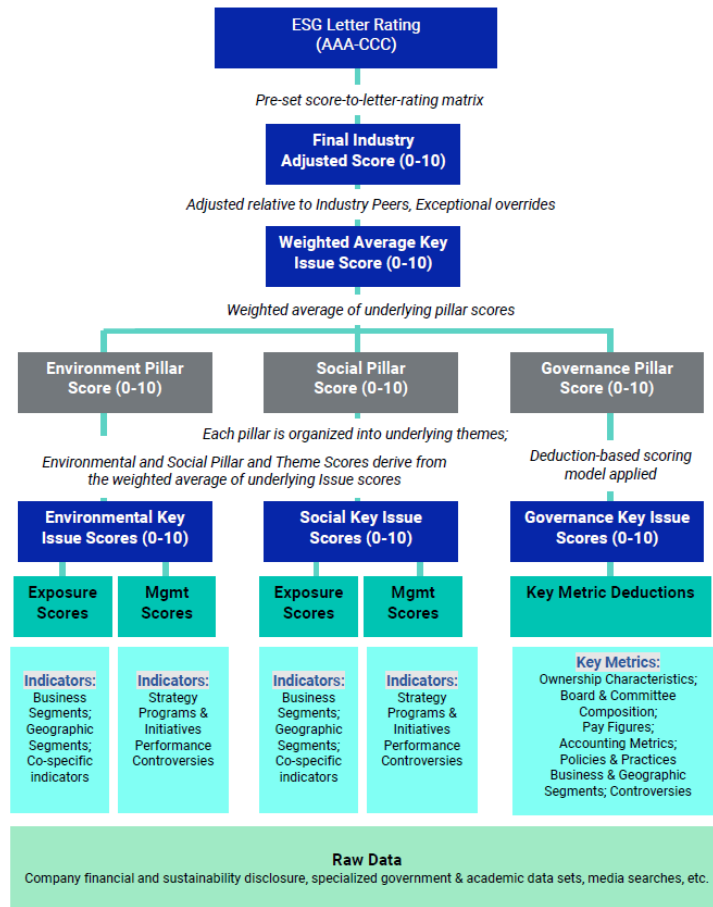 ESG Letter Rating
(AAA-CCC)
Pre-set score-to-letter-rating matrix
Final Industry
Adjusted Score (0-10)
Adjusted relative to Industry Peers, Exceptional overrides
Weighted Average Key
Issue Score (0-10)
Weighted average of underlying pillar scores
Environment Pillar
Score (0-10)
Social Pillar
Score (0-10)
Governance Pillar
Score (0-10)
Each pillar is organized into underlying themes;
Environmental and Social Pillar and Theme Scores derive from
the weighted average of underlying Issue scores
Deduction-based scoring
model applied
Environmental Key
Issue Scores (0-10)
Social Key Issue
Scores (0-10)
Governance Key Issue
Scores (0-10)
Exposure
Scores
Mgmt
Scores
Exposure
Scores
Mgmt
Scores
Key Metric Deductions
Indicators:
Business
Segments;
Geographic
Segments;
Co-specific
indicators
Indicators:
Strategy
Programs &
Initiatives
Performance
Controversies
Indicators:
Business
Segments;
Geographic
Segments;
Co-specific
indicators
Indicators:
Strategy
Programs &
Initiatives
Performance
Controversies
Key Metrics:
Ownership Characteristics;
Board & Committee
Composition;
Pay Figures;
Accounting Metrics;
Policies & Practices
Business & Geographic
Segments; Controversies
Raw Data
Company financial and sustainability disclosure, specialized government & academic data sets, media searches, etc.